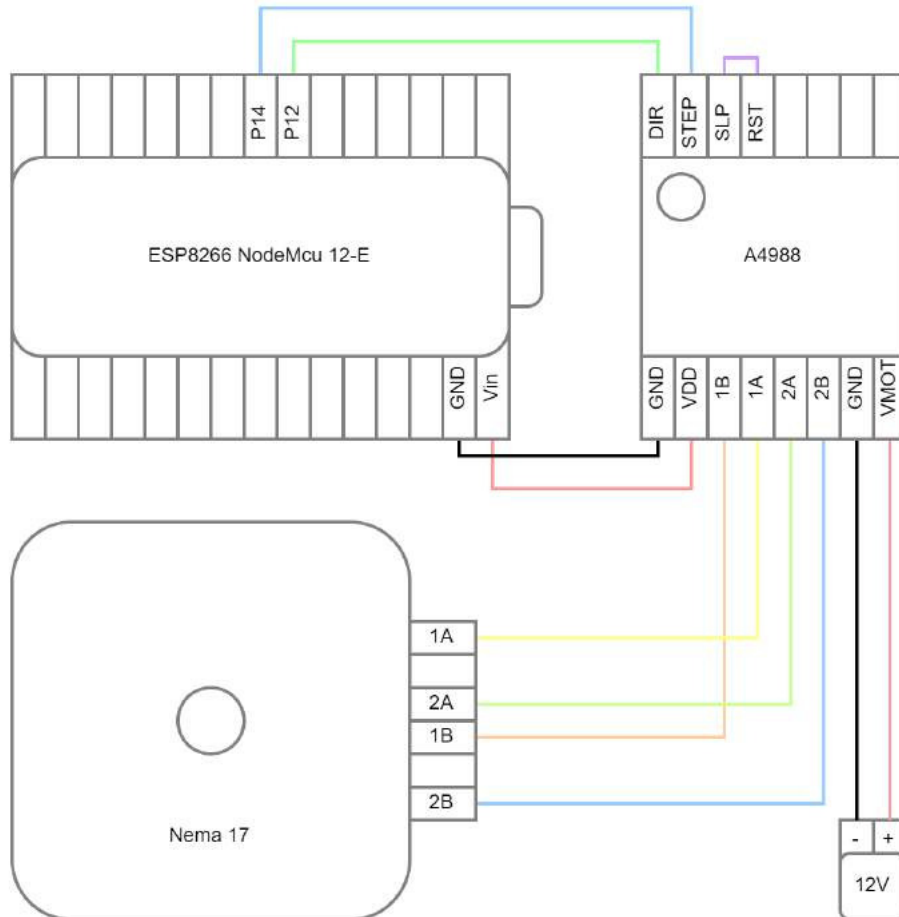 P14
P12
DIR
STEP
SLP
RST
ESP8266 NodeMcu 12-E
A4988
GND
Vin
GND
VDD
1B
1A
2A
2B
GND
VMOT
1A
2A
1B
2B
Nema 17
- +
12V